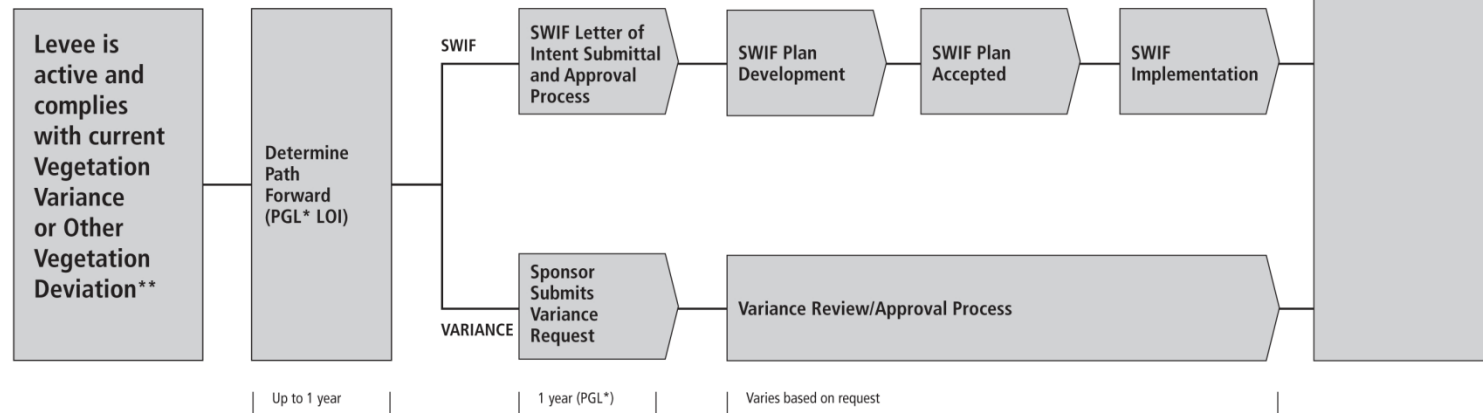 Levee is
active and
complies
with current
Vegetation
Variance
or Other
Vegetation
Deviation**
Determine
Path
Forward
(PGL* LOI)
SWIF
SWIF Letter of
Intent Submittal
and Approval
Process
SWIF Plan
Development
SWIF Plan
Accepted
SWIF
Implementation
VARIANCE
Sponsor
Submits
Variance
Request
Variance Review/Approval Process
Up to 1 year
1 year (PGL*)
Varies based on request